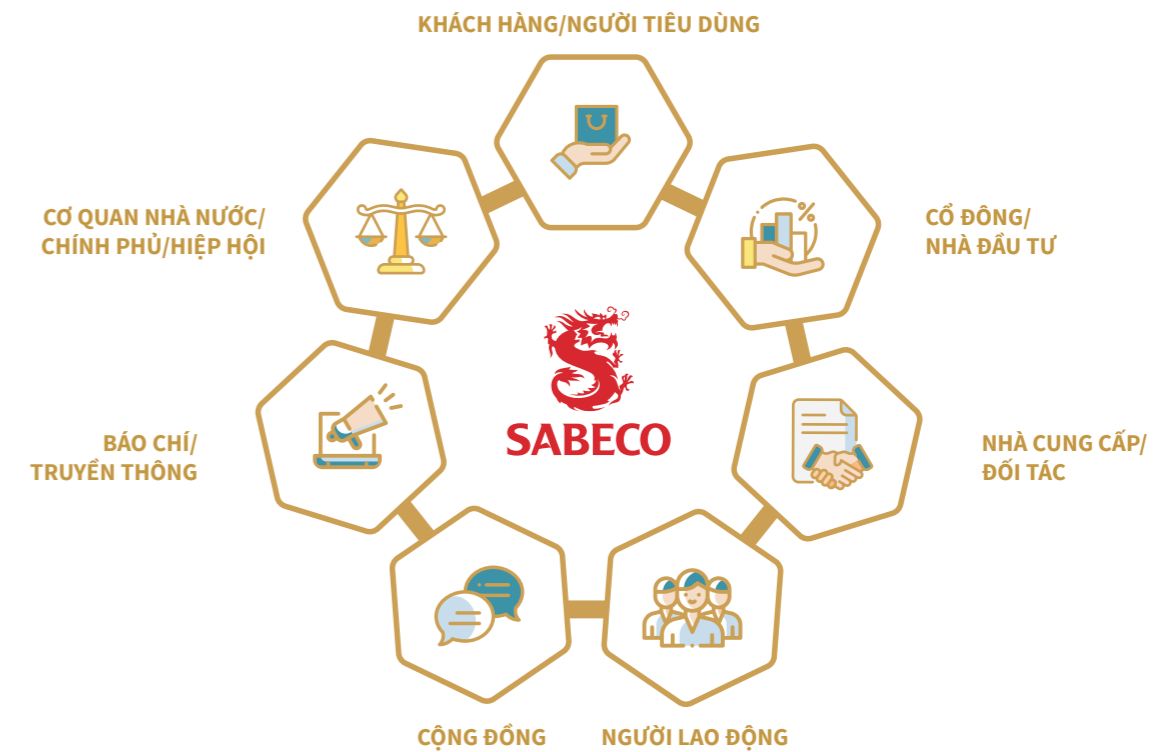 KHÁCH HÀNG/NGƯỜI TIÊU DÙNG
CỔ ĐÔNG/
NHÀ ĐẦU TƯ
NHÀ CUNG CẤP/
ĐỐI TÁC
NGƯỜI LAO ĐỘNG
CỘNG ĐỒNG
BÁO CHÍ/
TRUYỀN THÔNG
CƠ QUAN NHÀ NƯỚC/
CHÍNH PHỦ/HIỆP HỘI
%
SABECO